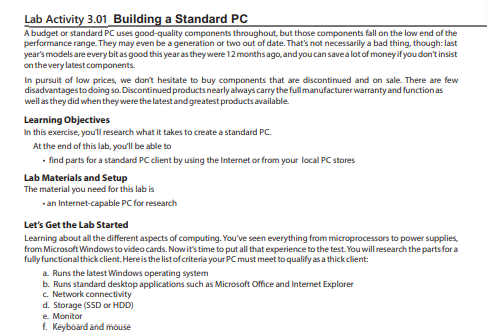 Lab Activity 3.01 Building a Standard PC
A budget or standard PC uses good-quality components throughout, but those components fall on the low end of the
performance range. They may even be a generation or two out of date. That's not necessarily a bad thing, though: last
year's models are every bit as good this year as they were 12 months ago, and you can save a lot of money if you don't insist
on the very latest components.
In pursuit of low prices, we don't hesitate to buy components that are discontinued and on sale. There are few
disadvantages to doing so. Discontinued products nearly always carry the full manufacturer warranty and function as
well as they did when they were the latest and greatest products available.
Learning Objectives
In this exercise, you'll research what it takes to create a standard PC.
At the end of this lab, you'll be able to
• find parts for a standard PC client by using the Internet or from your local PC stores
Lab Materials and Setup
The material you need for this lab is
• an Internet-capable PC for research
Let's Get the Lab Started
Learning about all the different aspects of computing. You've seen everything from microprocessors to power supplies,
from Microsoft Windows to video cards. Now it's time to put all that experience to the test. You will research the parts for a
fully functional thick client. Here is the list of criteria your PC must meet to qualify as a thick client:
a. Runs the latest Windows operating system
b. Runs standard desktop applications such as Microsoft Office and Internet Explorer
c. Network connectivity
d. Storage (SSD or HDD)
e. Monitor
f. Keyboard and mouse